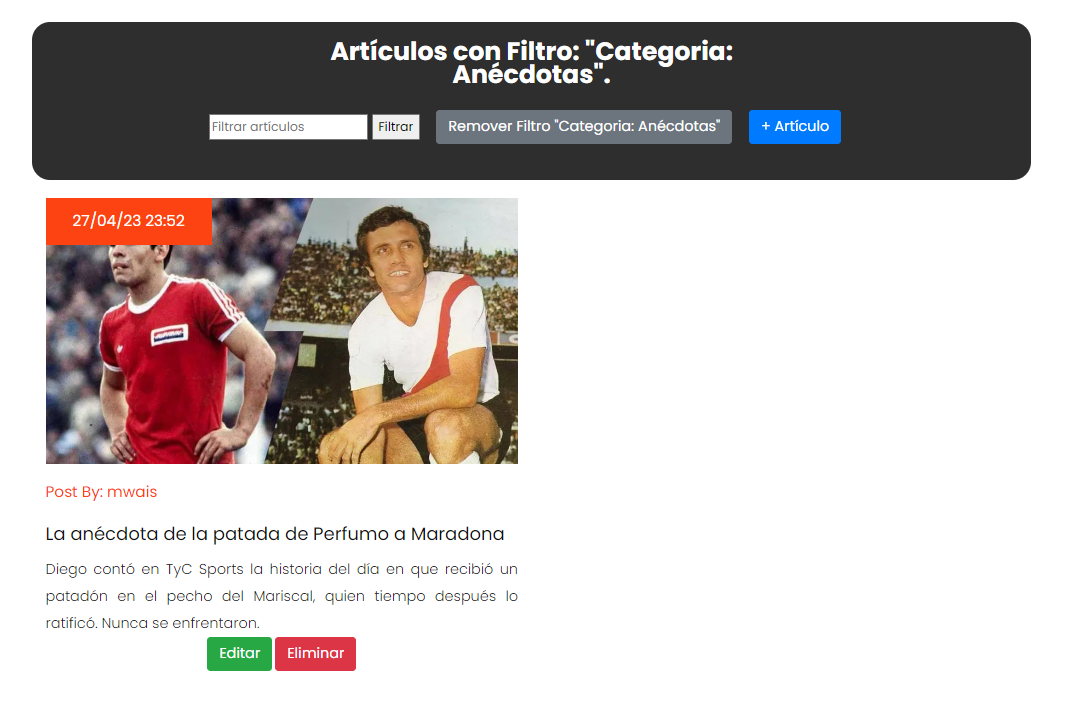 Artículos con Filtro: "Categoria:
Anécdotas".
Filtrar artículos Filtrar Remover Filtro "Categoria: Anécdotas" + Artículo
27/04/23 23:52
Post By: mwais
La anécdota de la patada de Perfumo a Maradona
Diego contó en TyC Sports la historia del día en que recibió un
patadón en el pecho del Mariscal, quien tiempo después lo
ratificó. Nunca se enfrentaron.
Editar Eliminar